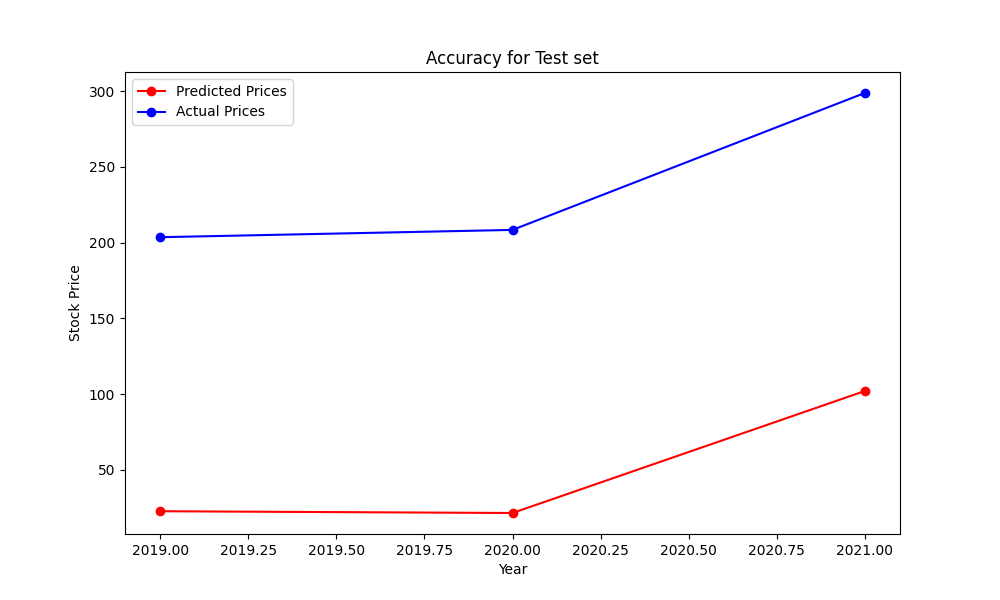 Accuracy for Test set
Predicted Prices
Actual Prices
300
250
200
150
100
50
Stock Price
2019.00 2019.25 2019.50 2019.75 2020.00 2020.25 2020.50 2020.75 2021.00
Year